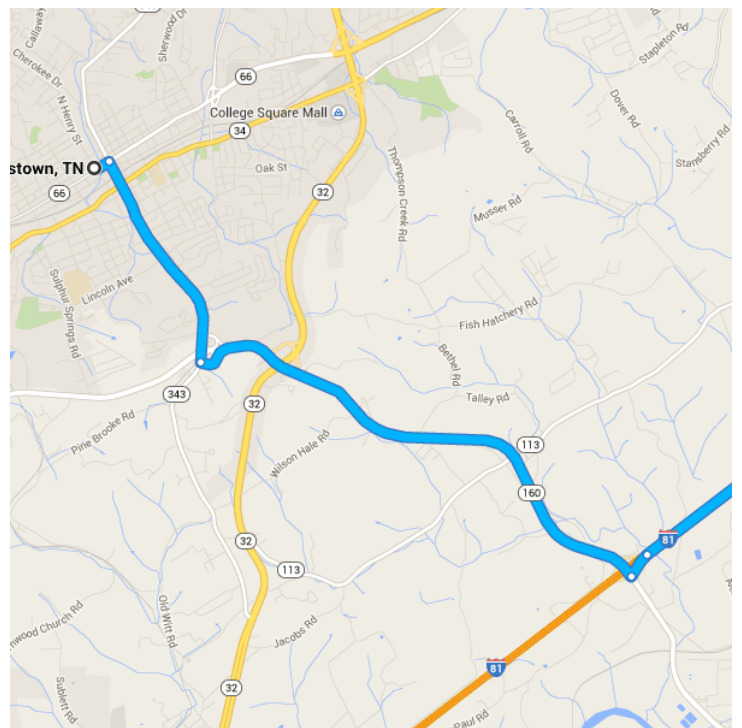 Callaway
Cherokee Dr
N Henry St
Sherwood Dr
66
College Square Mall
34
stown, TN
66
Oak St
32
Thompson Creek Rd
Carroll Rd
Dover Rd
Stapleton Rd
Stansberry Rd
Musser Rd
Sulphur Springs Rd
Lincoln Ave
Fish Hatchery Rd
Bethel Rd
Talley Rd
343
32
Pine Brooke Rd
Wilson Hale Rd
113
160
32
113
81
Old Witt Rd
Jacobs Rd
nwood Church Rd
Sublett Rd
32
81
Paul Rd